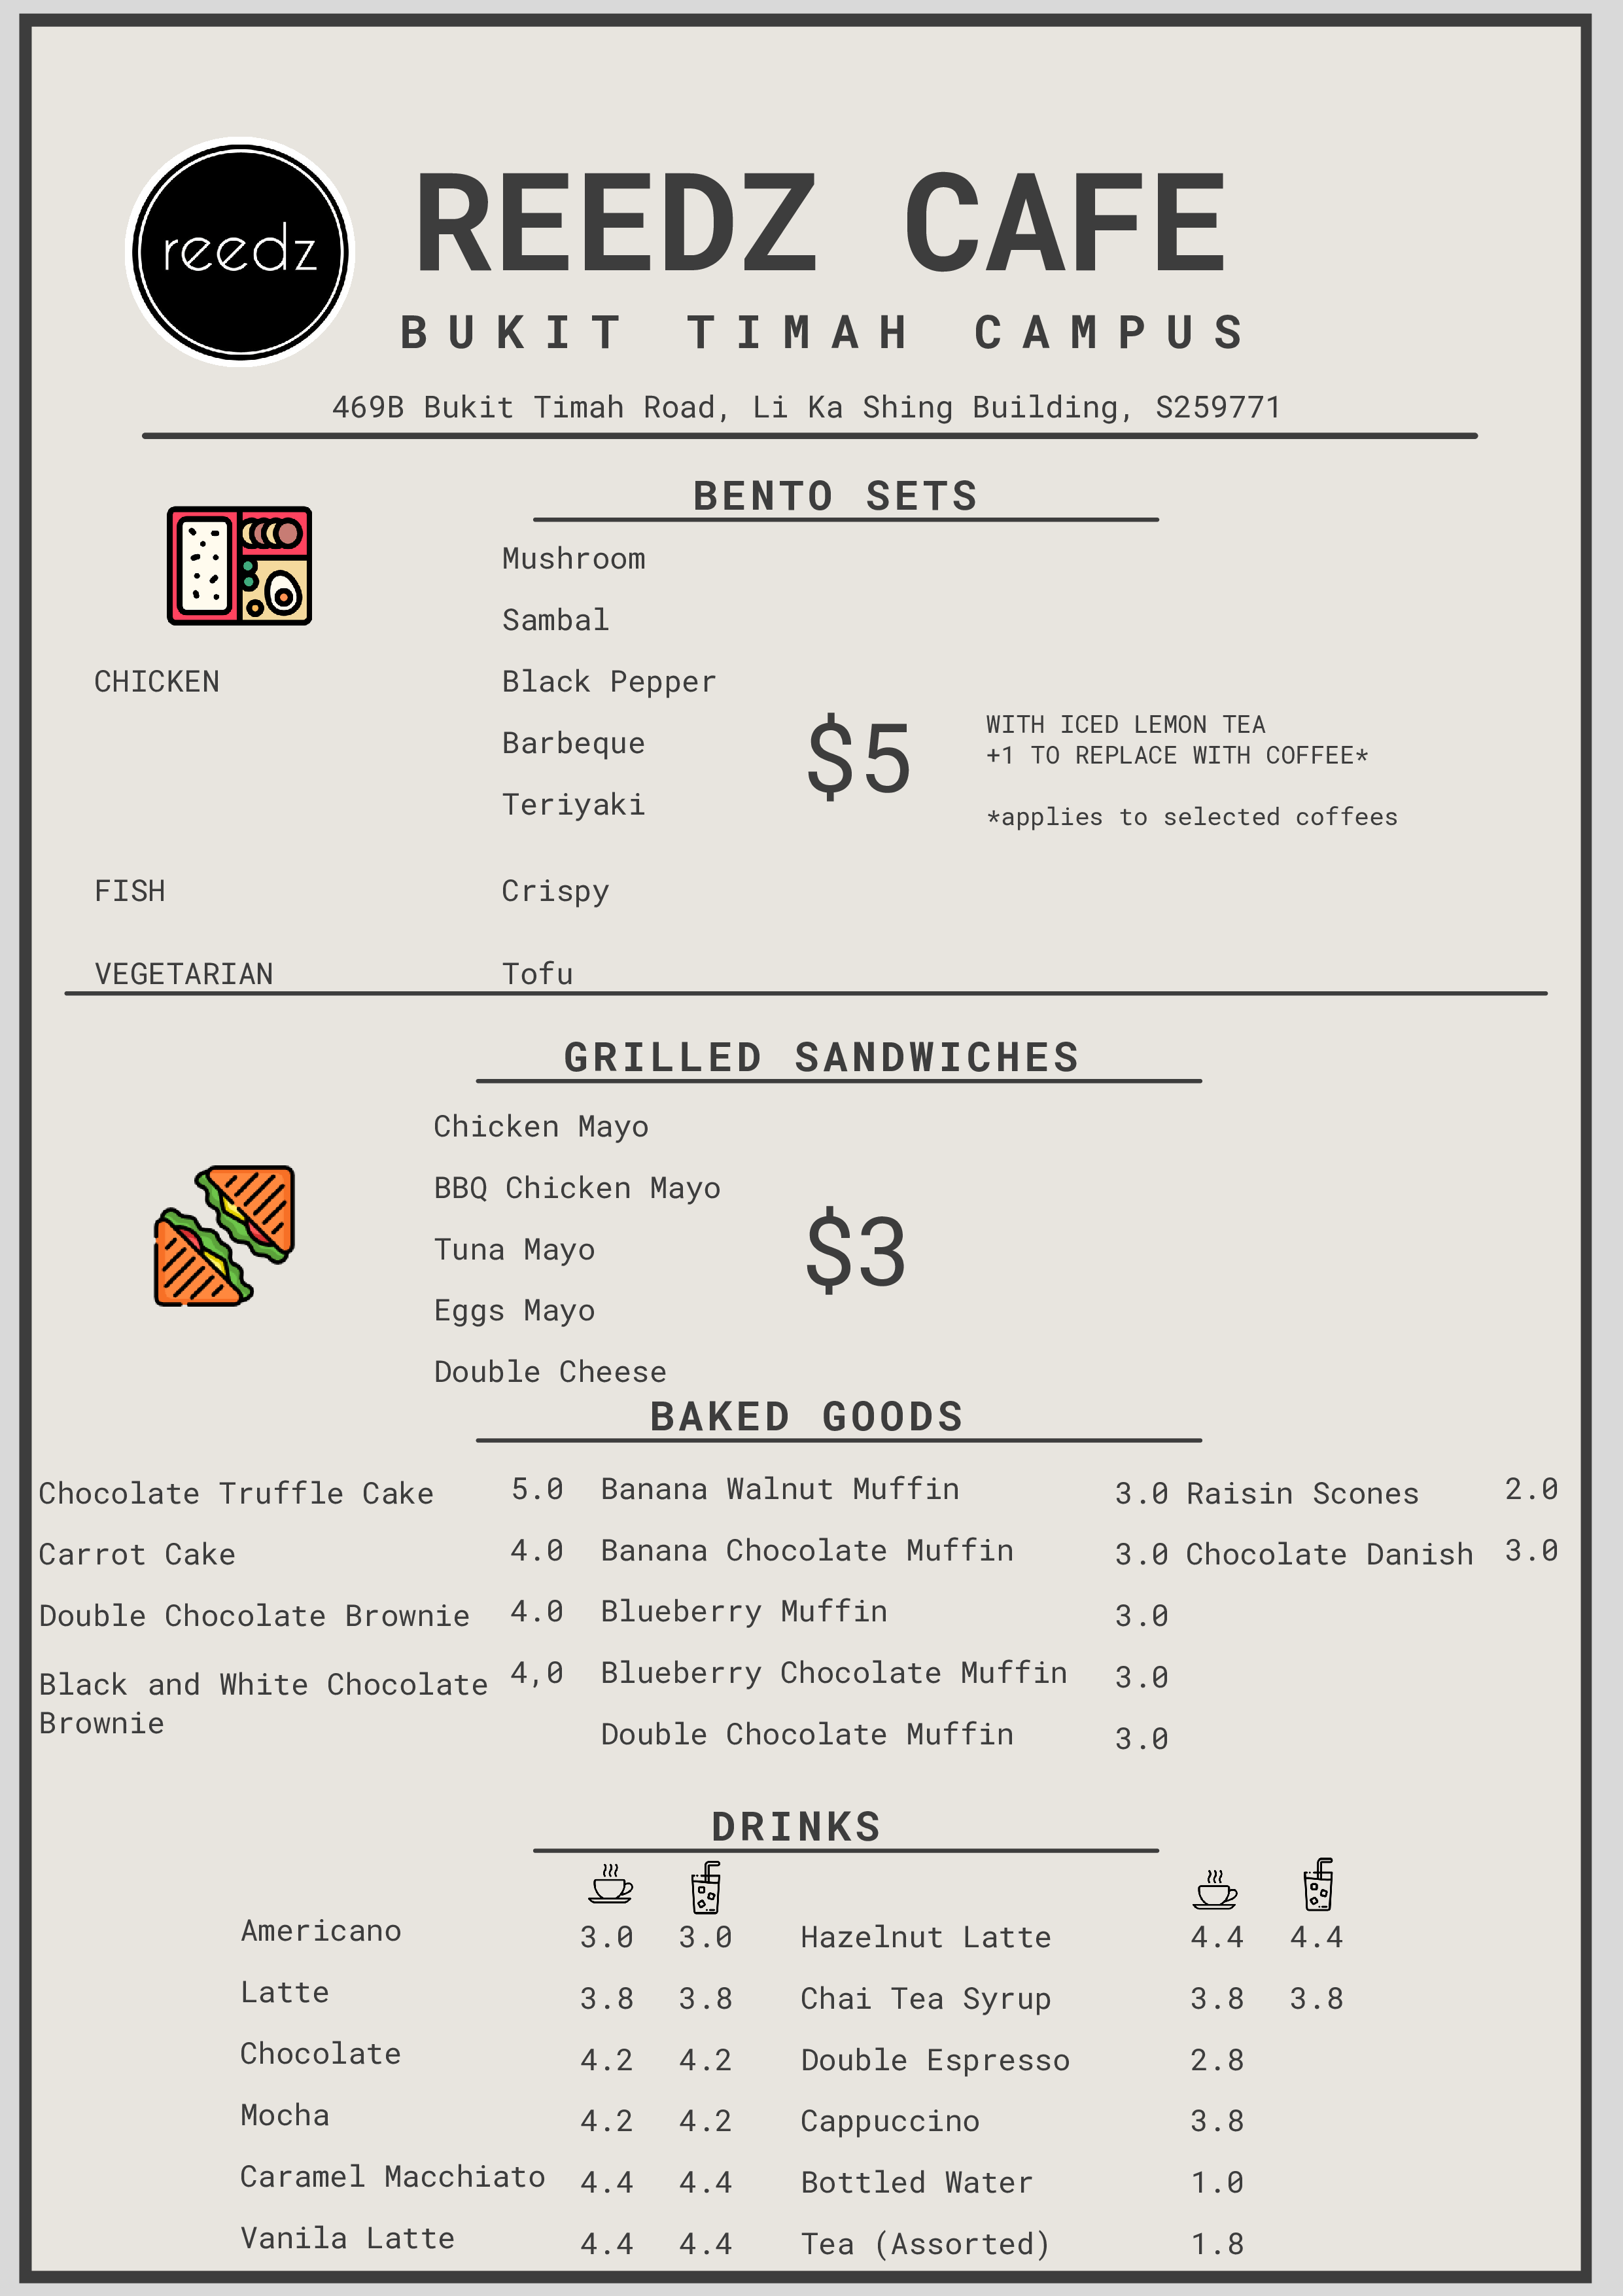 reedz
REEDZ CAFE
BUKIT TIMAH CAMPUS
469B Bukit Timah Road, Li Ka Shing Building, S259771
BENTO SETS
Mushroom
Sambal
CHICKEN Black Pepper
Barbeque
Teriyaki
$5
WITH ICED LEMON TEA
+1 TO REPLACE WITH COFFEE*
*applies to selected coffees
FISH Crispy
VEGETARIAN Tofu
GRILLED SANDWICHES
Chicken Mayo
BBQ Chicken Mayo
Tuna Mayo
Eggs Mayo
Double Cheese
$3
BAKED GOODS
Chocolate Truffle Cake 5.0 Banana Walnut Muffin 3.0 Raisin Scones 2.0
Carrot Cake 4.0 Banana Chocolate Muffin 3.0 Chocolate Danish 3.0
Double Chocolate Brownie 4.0 Blueberry Muffin 3.0
Black and White Chocolate 4,0 Blueberry Chocolate Muffin 3.0
Brownie
Double Chocolate Muffin 3.0
DRINKS
Americano 3.0 3.0 Hazelnut Latte 4.4 4.4
Latte 3.8 3.8 Chai Tea Syrup 3.8 3.8
Chocolate 4.2 4.2 Double Espresso 2.8
Mocha 4.2 4.2 Cappuccino 3.8
Caramel Macchiato 4.4 4.4 Bottled Water 1.0
Vanila Latte 4.4 4.4 Tea (Assorted) 1.8